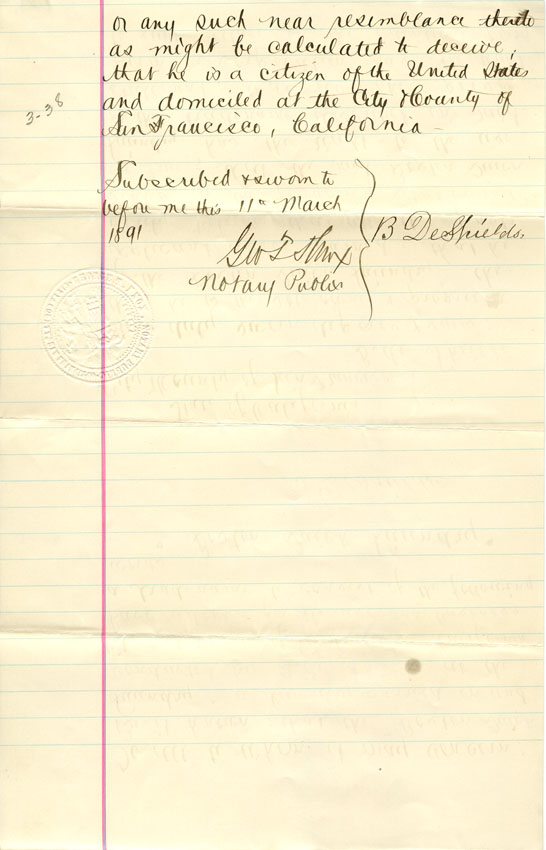 or any such near resemblance thereto
as might be calculated to deceive,
that he is a citizen of the United States
and domiciled at the City & County of
San Francisco, California —
3-38
Subscribed & sworn to
before me this 11th March
1891
B DeShields.
Geo T Knox
Notary Public